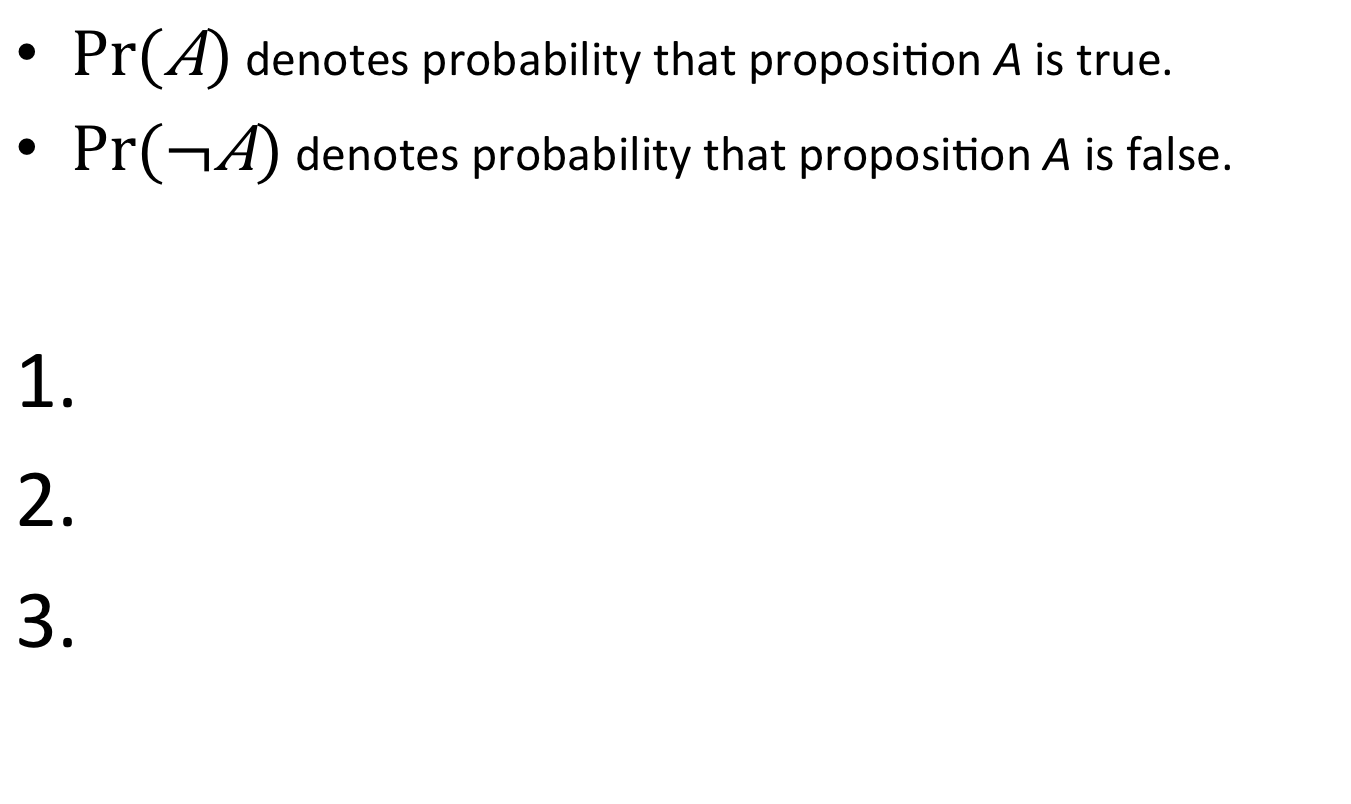 • Pr(A) denotes probability that proposition A is true.
• Pr(¬A) denotes probability that proposition A is false.
1.
2.
3.